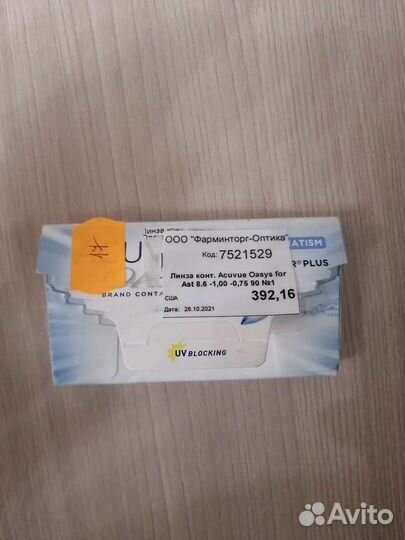 ООО "Фарминторг-Оптика"
Код: 7521529
Линза конт. Acuvue Oasys for
Ast 8.6 -1,00 -0,75 90 №1
США
392,16
Дата: 28.10.2021
1х
U
ATISM
R®PLUS
BRAND CONTA
UV BLOCKING
Avito